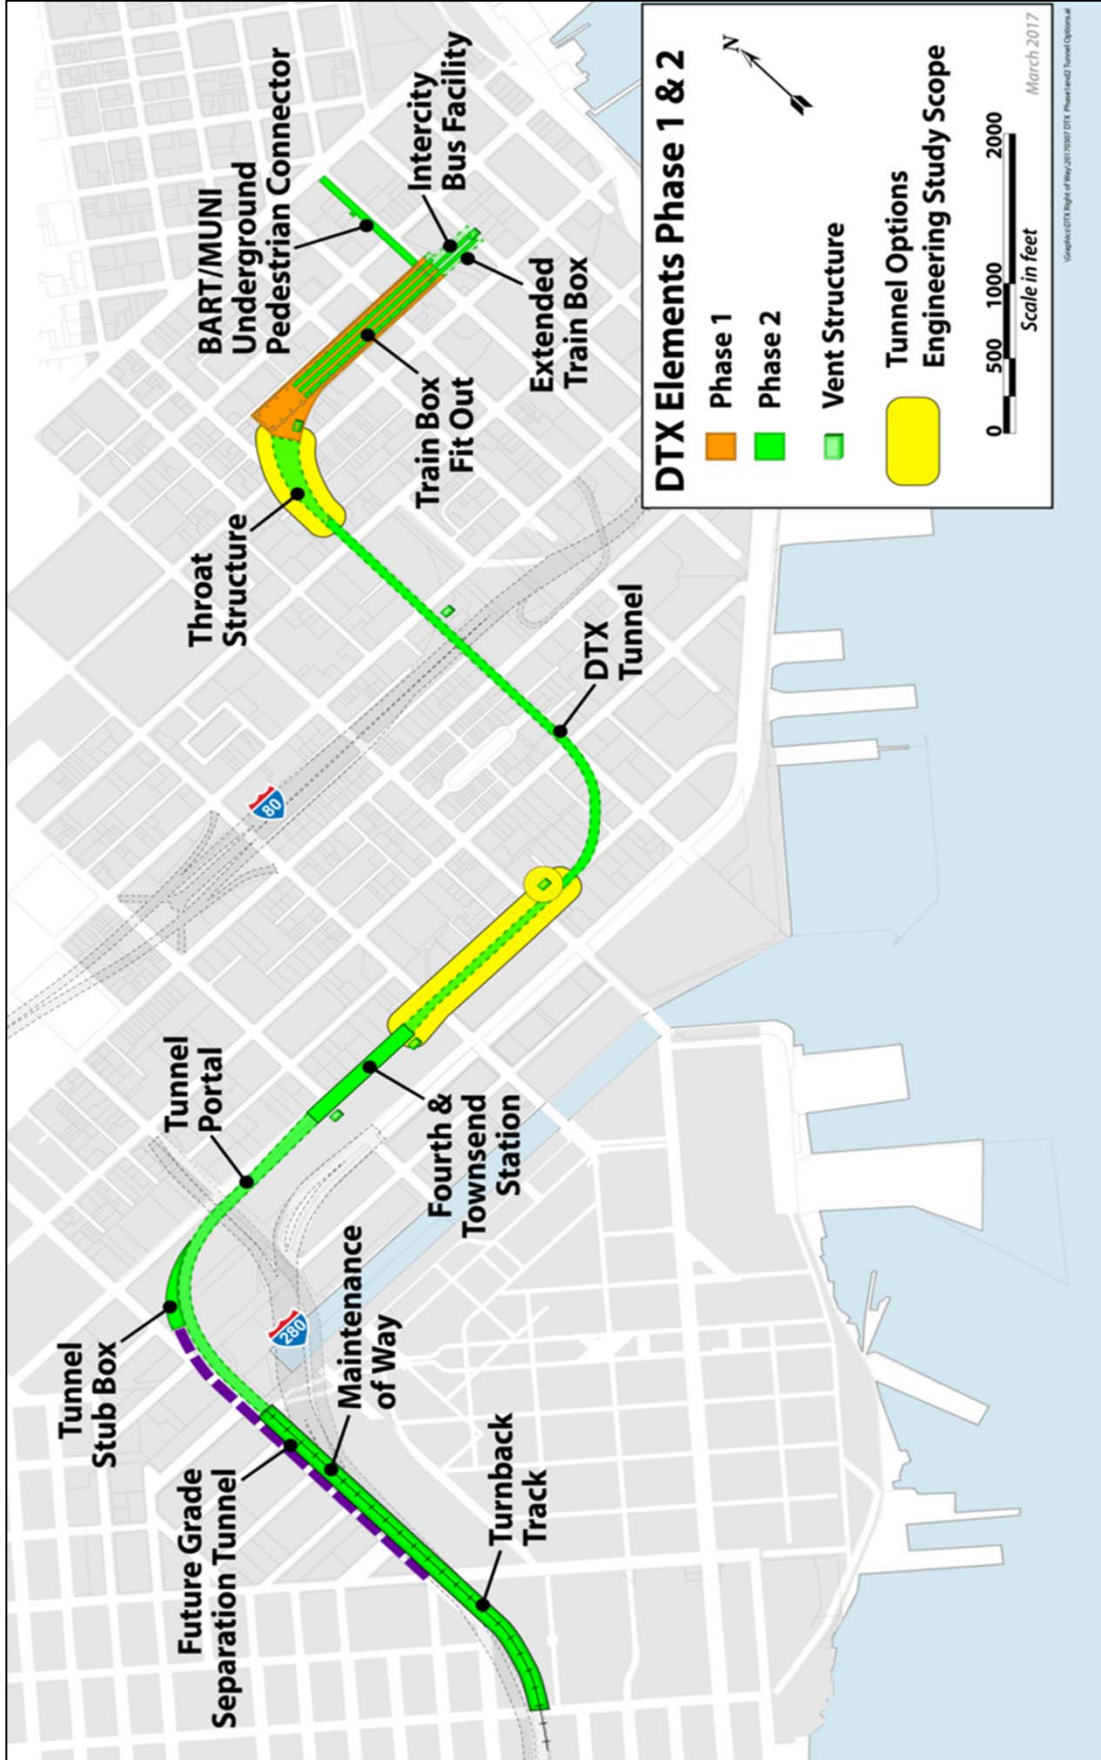 Future Grade
Separation Tunnel
Tunnel
Stub Box
Turnback
Track
Maintenance
of Way
280
Tunnel
Portal
Fourth &
Townsend
Station
80
DTX
Tunnel
Throat
Structure
Train Box
Fit Out
BART/MUNI
Underground
Pedestrian Connector
Extended
Train Box
Intercity
Bus Facility
DTX Elements Phase 1 & 2
N
Phase 1
Phase 2
Vent Structure
Tunnel Options
Engineering Study Scope
0 500 1000 2000
Scale in feet
March 2017